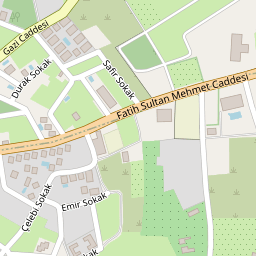 Gazi Caddesi
Durak Sokak
Safir Sokak
Fatih Sultan Mehmet Caddesi
Çelebi Sokak
Emir Sokak